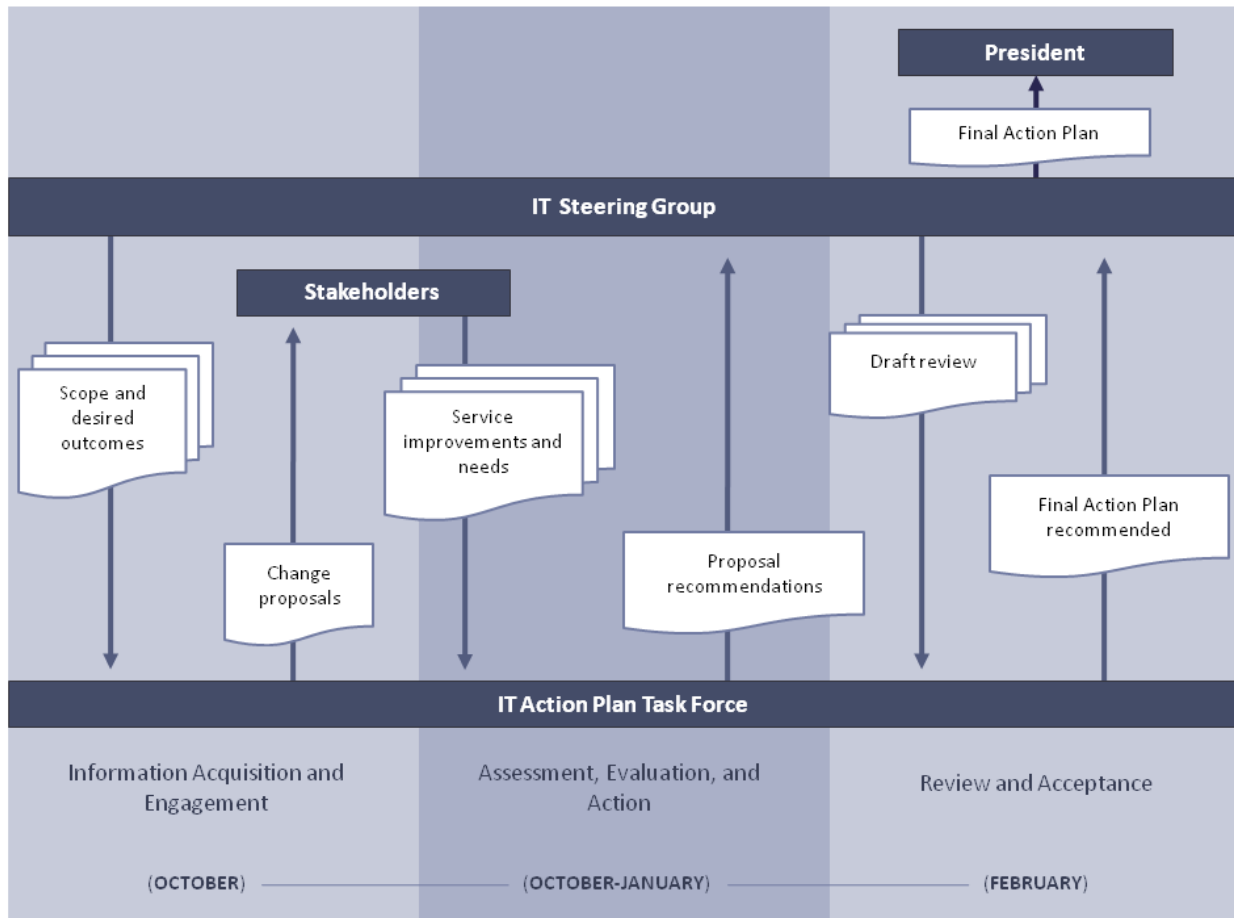 President
Final Action Plan
IT Steering Group
Stakeholders
Scope and
desired
outcomes
Change
proposals
Service
improvements and
needs
Proposal
recommendations
Draft review
Final Action Plan
recommended
IT Action Plan Task Force
Information Acquisition and
Engagement
Assessment, Evaluation, and
Action
Review and Acceptance
(OCTOBER)
(OCTOBER-JANUARY)
(FEBRUARY)